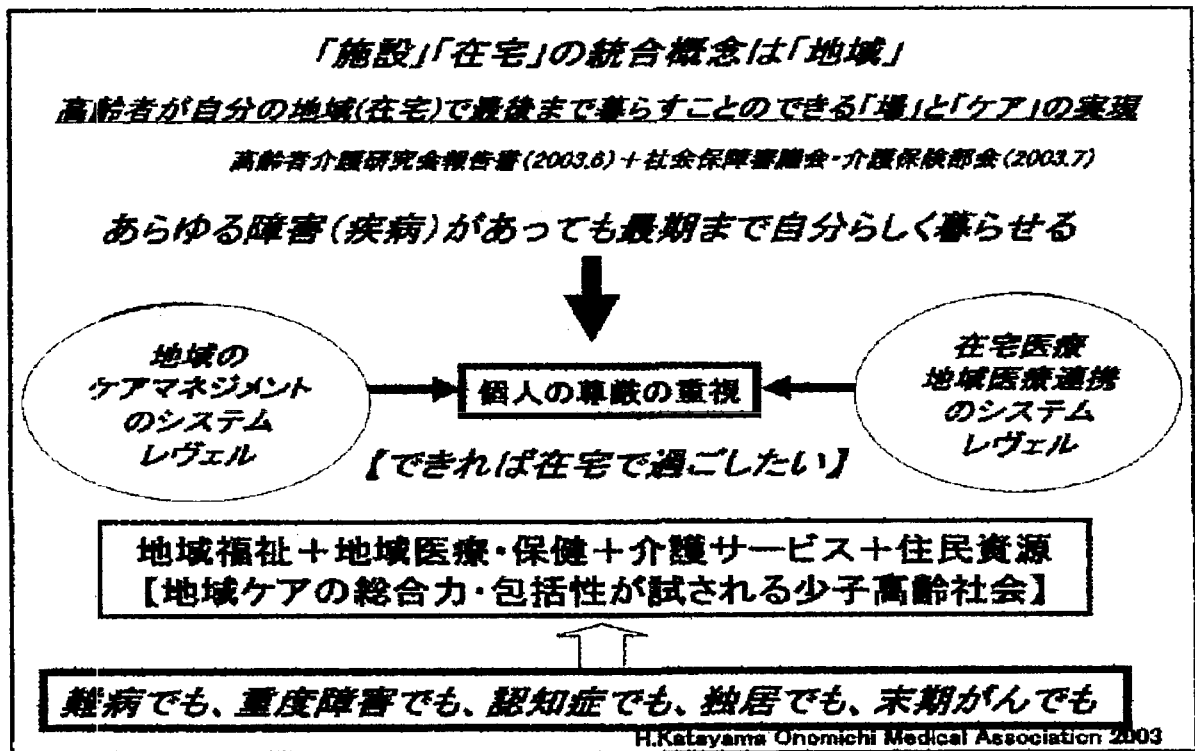 「施設」「在宅」の統合概念は「地域」
高齢者が自分の地域(在宅)で最後まで暮らすことのできる「場」と「ケア」の実現
高齢者介護研究会報告書(2003.6)+社会保障審議会・介護保険部会(2003.7)
あらゆる障害(疾病)があっても最期まで自分らしく暮らせる
地域の
ケアマネジメント
のシステム
レヴェル
個人の尊厳の重視
在宅医療
地域医療連携
のシステム
レヴェル
【できれば在宅で過ごしたい】
地域福祉+地域医療・保健+介護サービス+住民資源
【地域ケアの総合力・包括性が試される少子高齢社会】
難病でも、重度障害でも、認知症でも、独居でも、末期がんでも
H.Katayama Onomichi Medical Association 2003